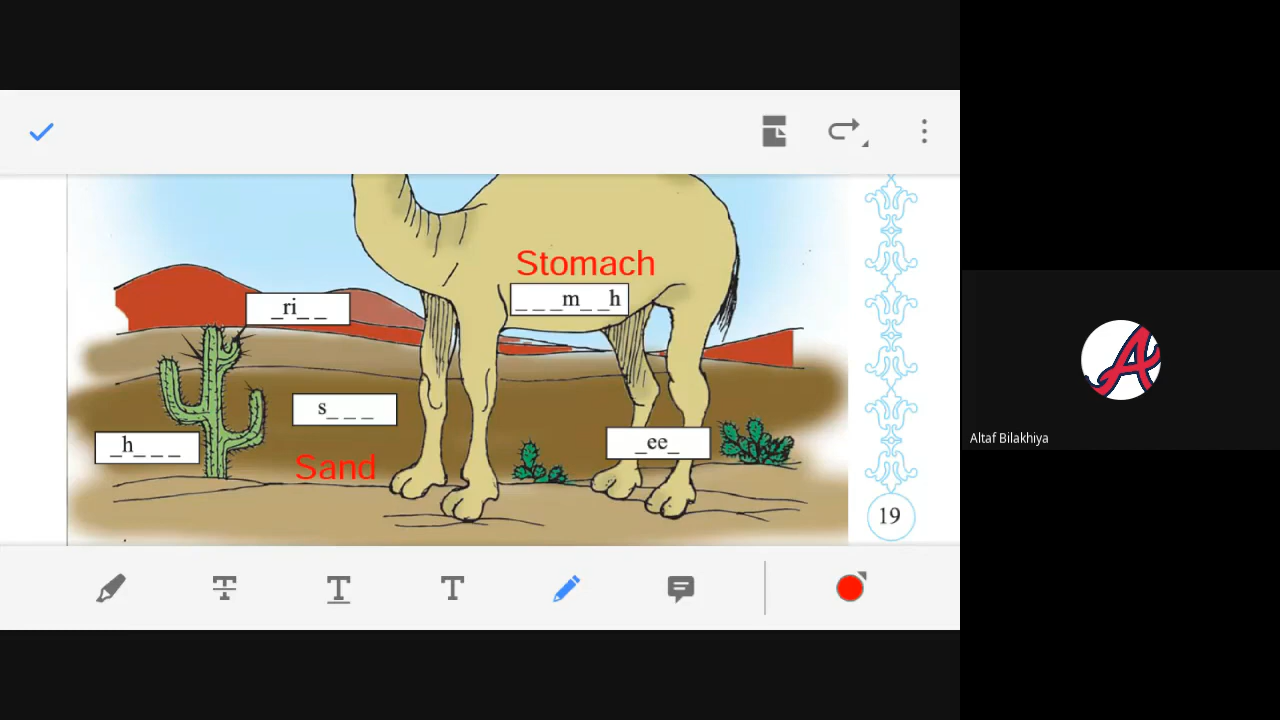 Stomach
_ _ _m_ _h
_ri_ _
s_ _ _
_ee_
_h_ _ _
Sand
Altaf Bilakhiya
19
T
T
T
A